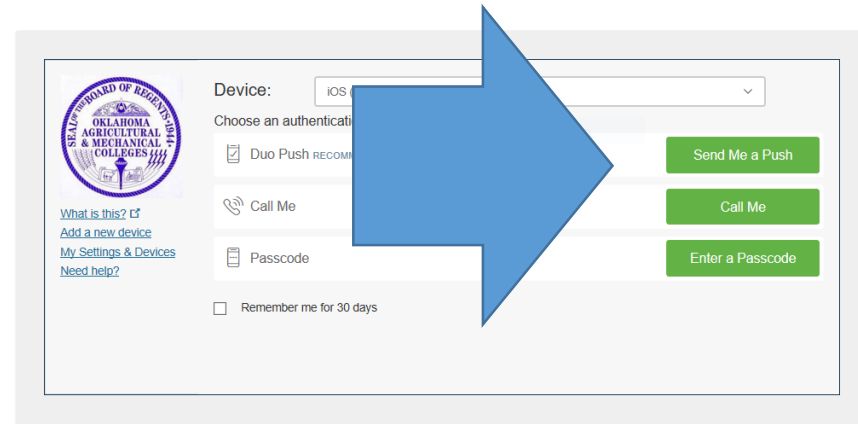 SEAL OF THE BOARD OF REGENTS · 1944
OKLAHOMA
AGRICULTURAL
& MECHANICAL
COLLEGES
What is this?
Add a new device
My Settings & Devices
Need help?
Device:
iOS
Choose an
Duo Push
Send Me a Push
Call Me
Call Me
Passcode
Enter a Passcode
Remember me for 30 days